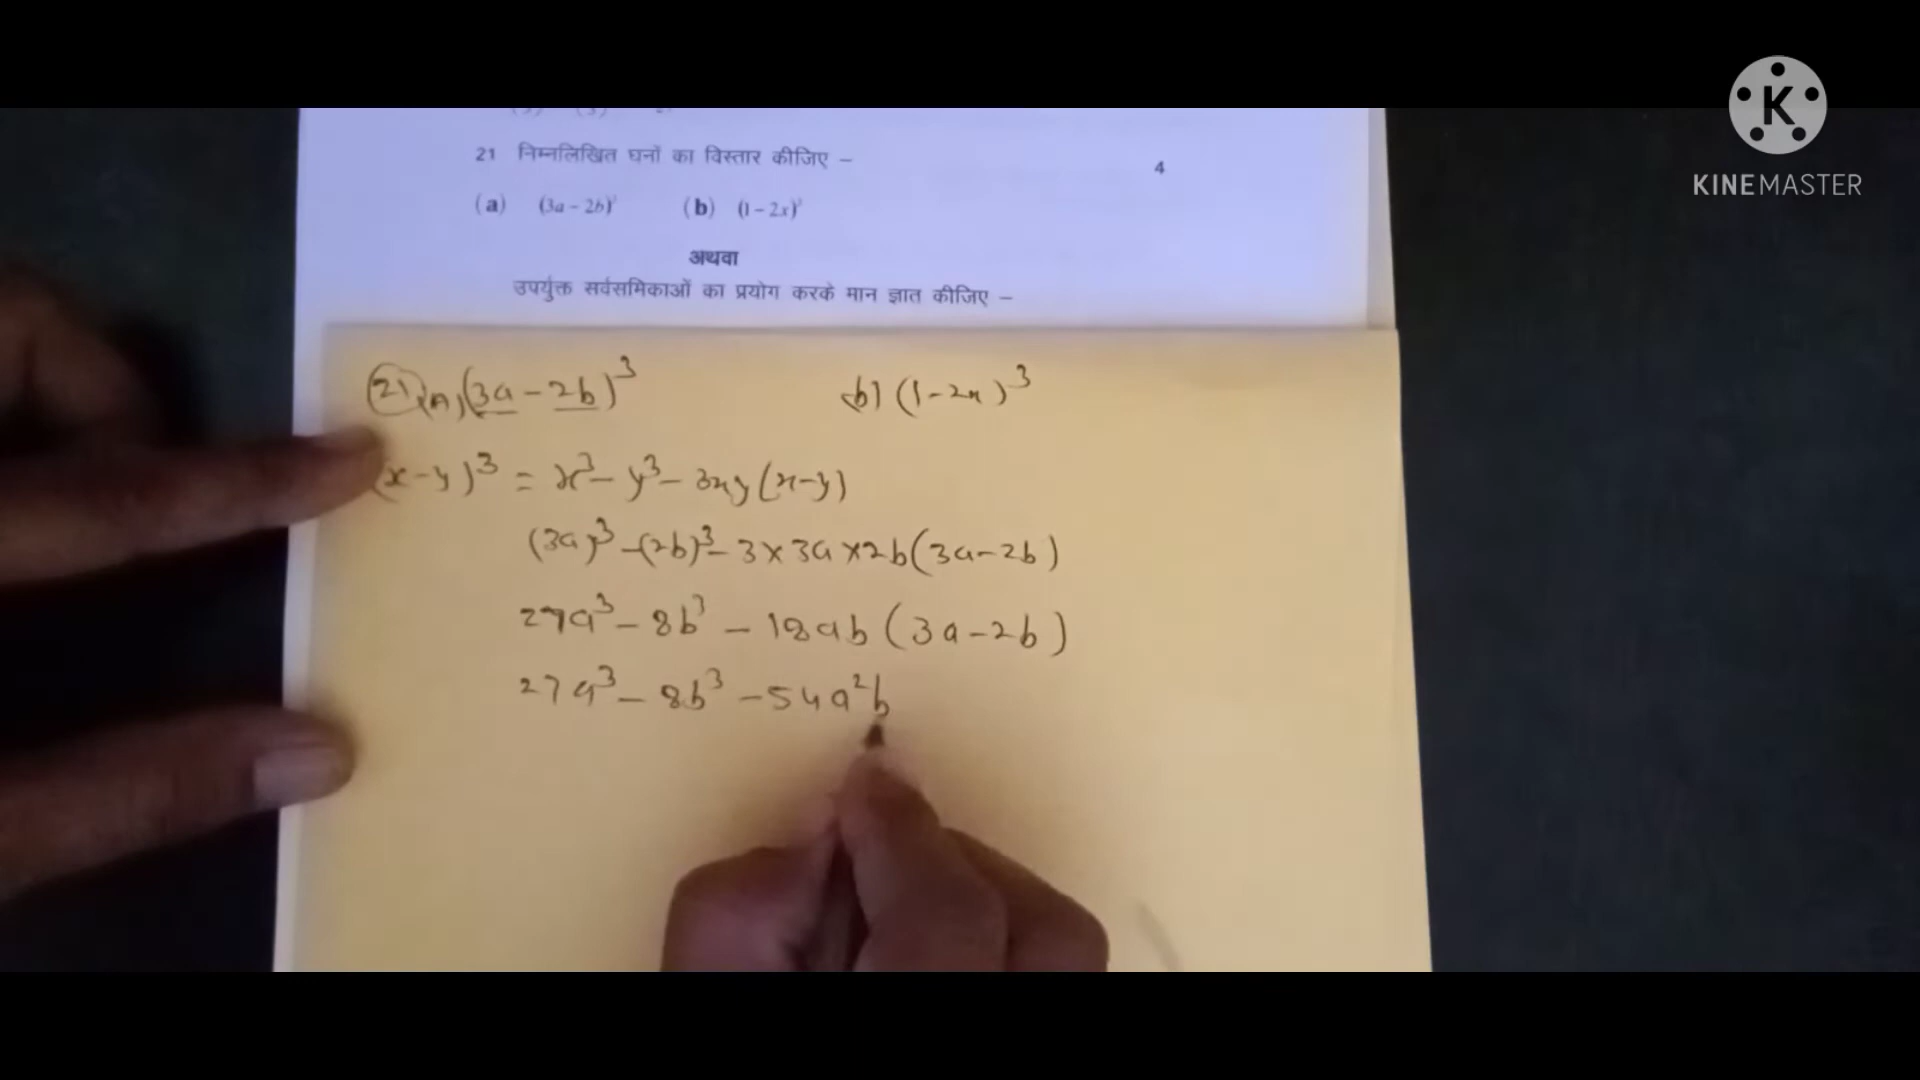 KINEMASTER
21 निम्नलिखित घनों का विस्तार कीजिए – 4
(a) (3a – 2b)³ (b) (1 – 2x)³
अथवा
उपर्युक्त सर्वसमिकाओं का प्रयोग करके मान ज्ञात कीजिए –
21 (A) (3a - 2b)³ (b) (1 - 2x)³
(x - y)³ = x³ - y³ - 3xy (x - y)
(3a)³ - (2b)³ - 3 × 3a × 2b (3a - 2b)
27a³ - 8b³ - 18ab (3a - 2b)
27a³ - 8b³ - 54a²b